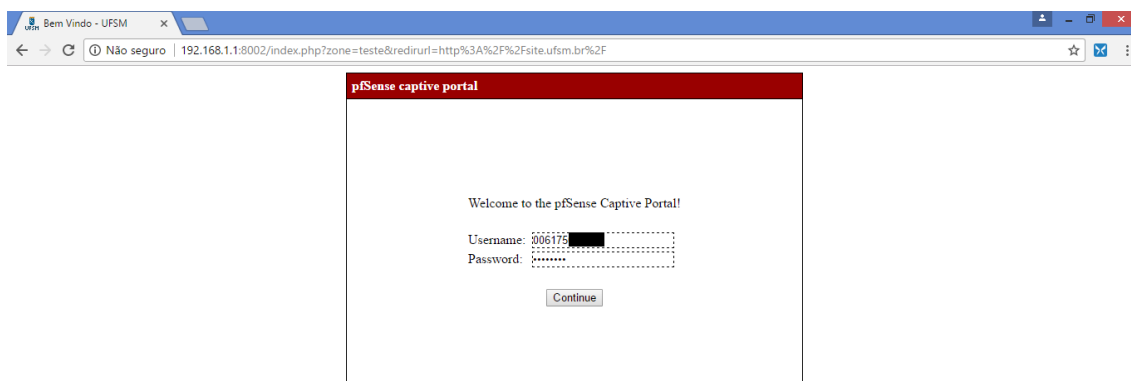 Bem Vindo - UFSM
Não seguro | 192.168.1.1:8002/index.php?zone=teste&redirurl=http%3A%2F%2Fsite.ufsm.br%2F
pfSense captive portal
Welcome to the pfSense Captive Portal!
Username: 006175
Password: ••••••••
Continue